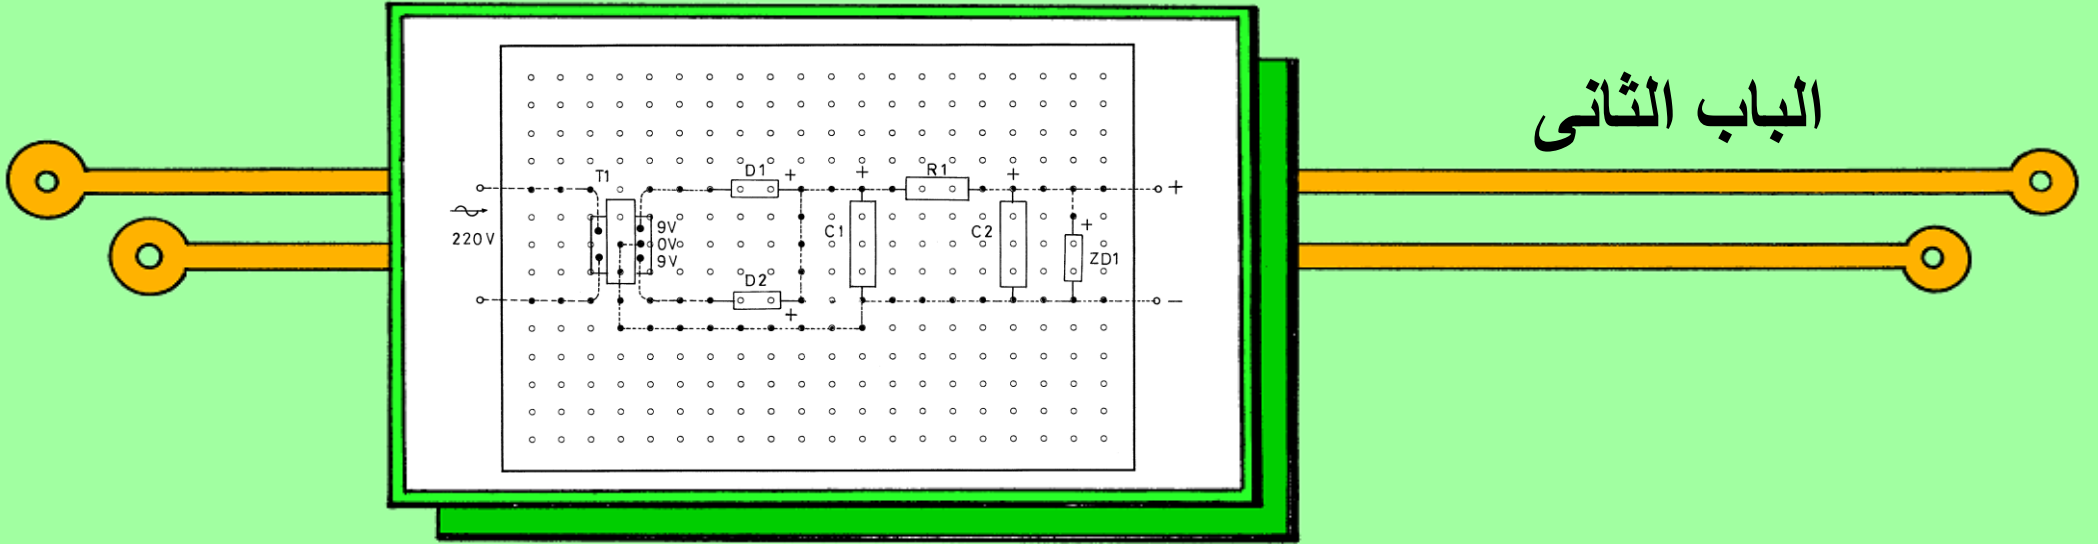 الباب الثانى
T1
D1 +
+
R1
+
+
220V
9V
0V
9V
C1
C2
+
ZD1
D2
+
−